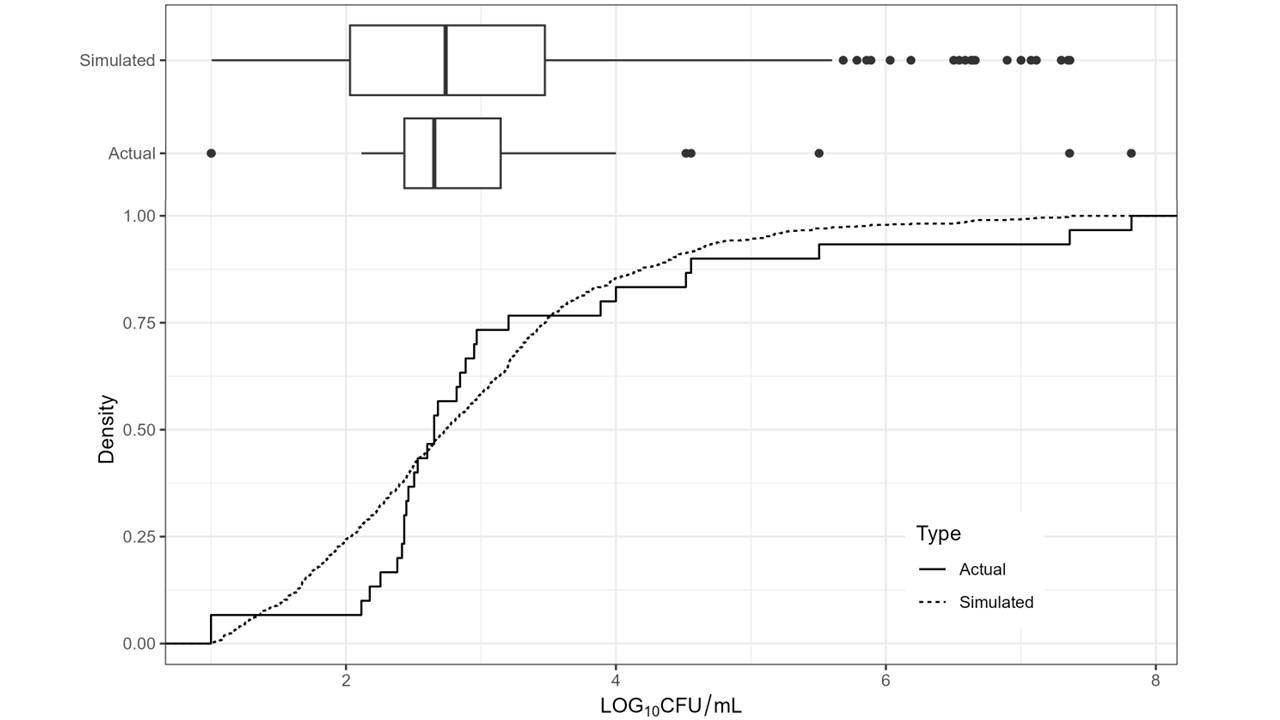 Simulated
Actual
1.00
0.75
0.50
0.25
0.00
Density
Type
Actual
Simulated
2 4 6 8
LOG₁₀CFU/mL